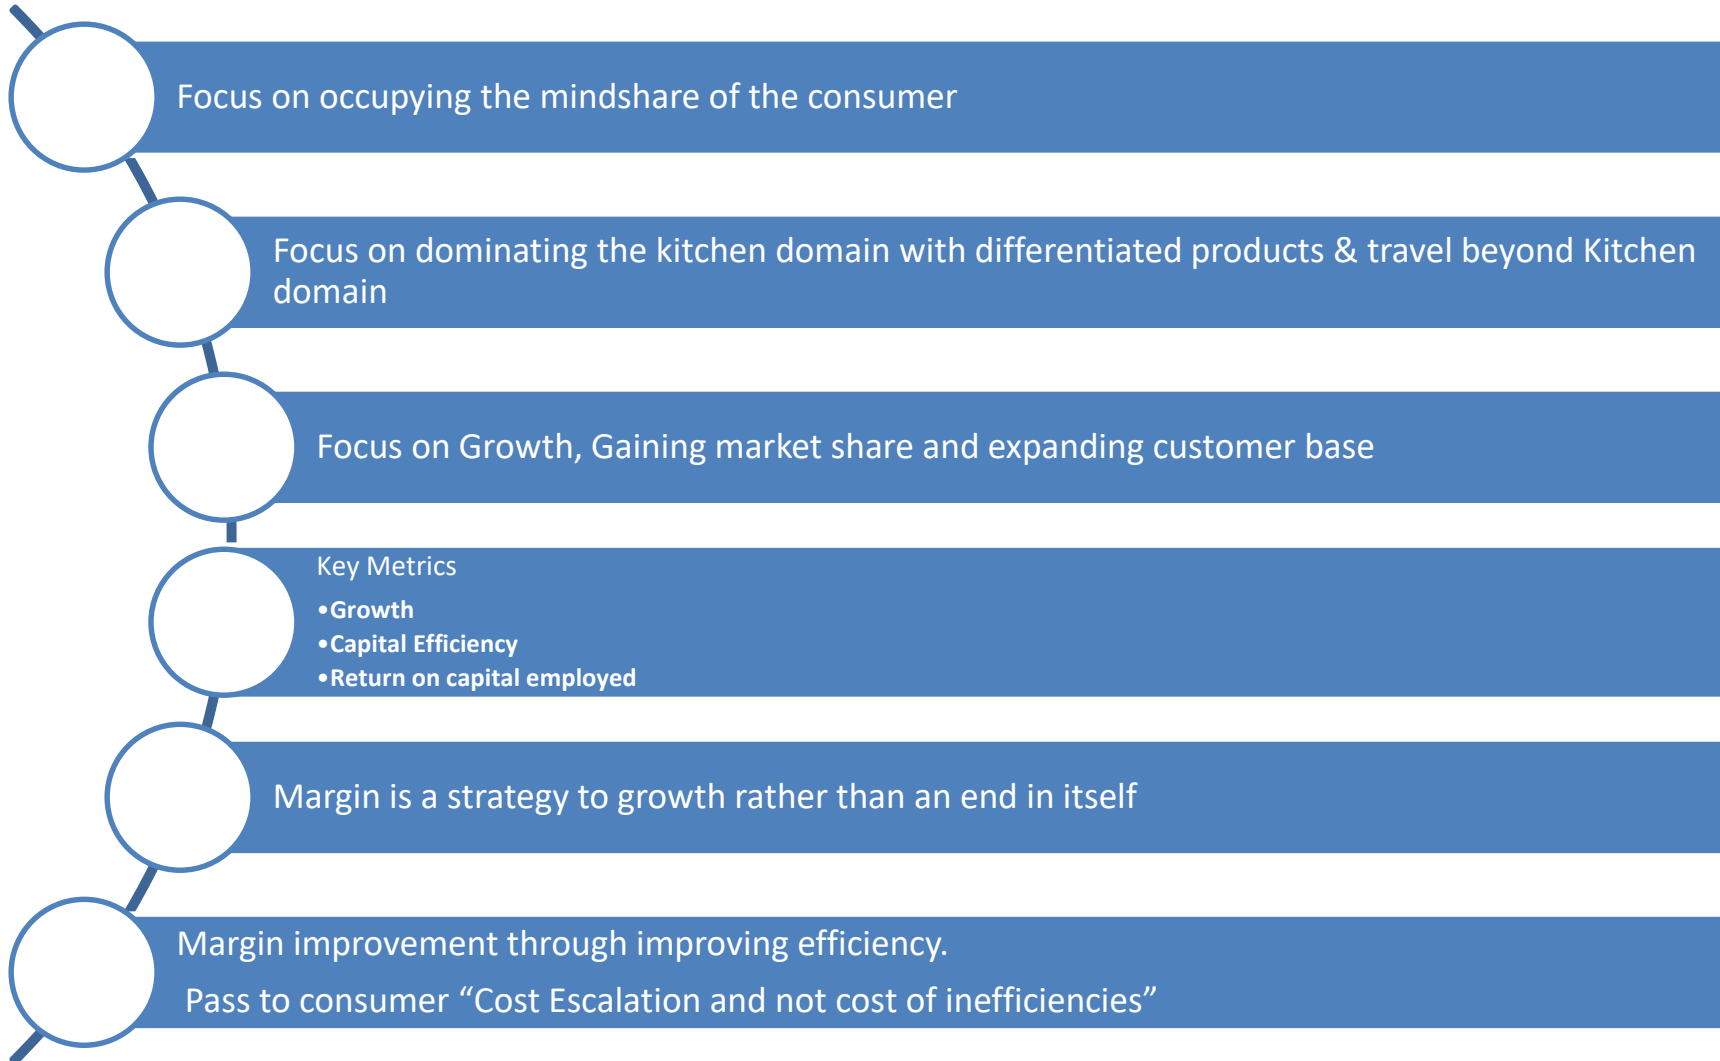 Focus on occupying the mindshare of the consumer
Focus on dominating the kitchen domain with differentiated products & travel beyond Kitchen
domain
Focus on Growth, Gaining market share and expanding customer base
Key Metrics
•Growth
•Capital Efficiency
•Return on capital employed
Margin is a strategy to growth rather than an end in itself
Margin improvement through improving efficiency.
Pass to consumer “Cost Escalation and not cost of inefficiencies”